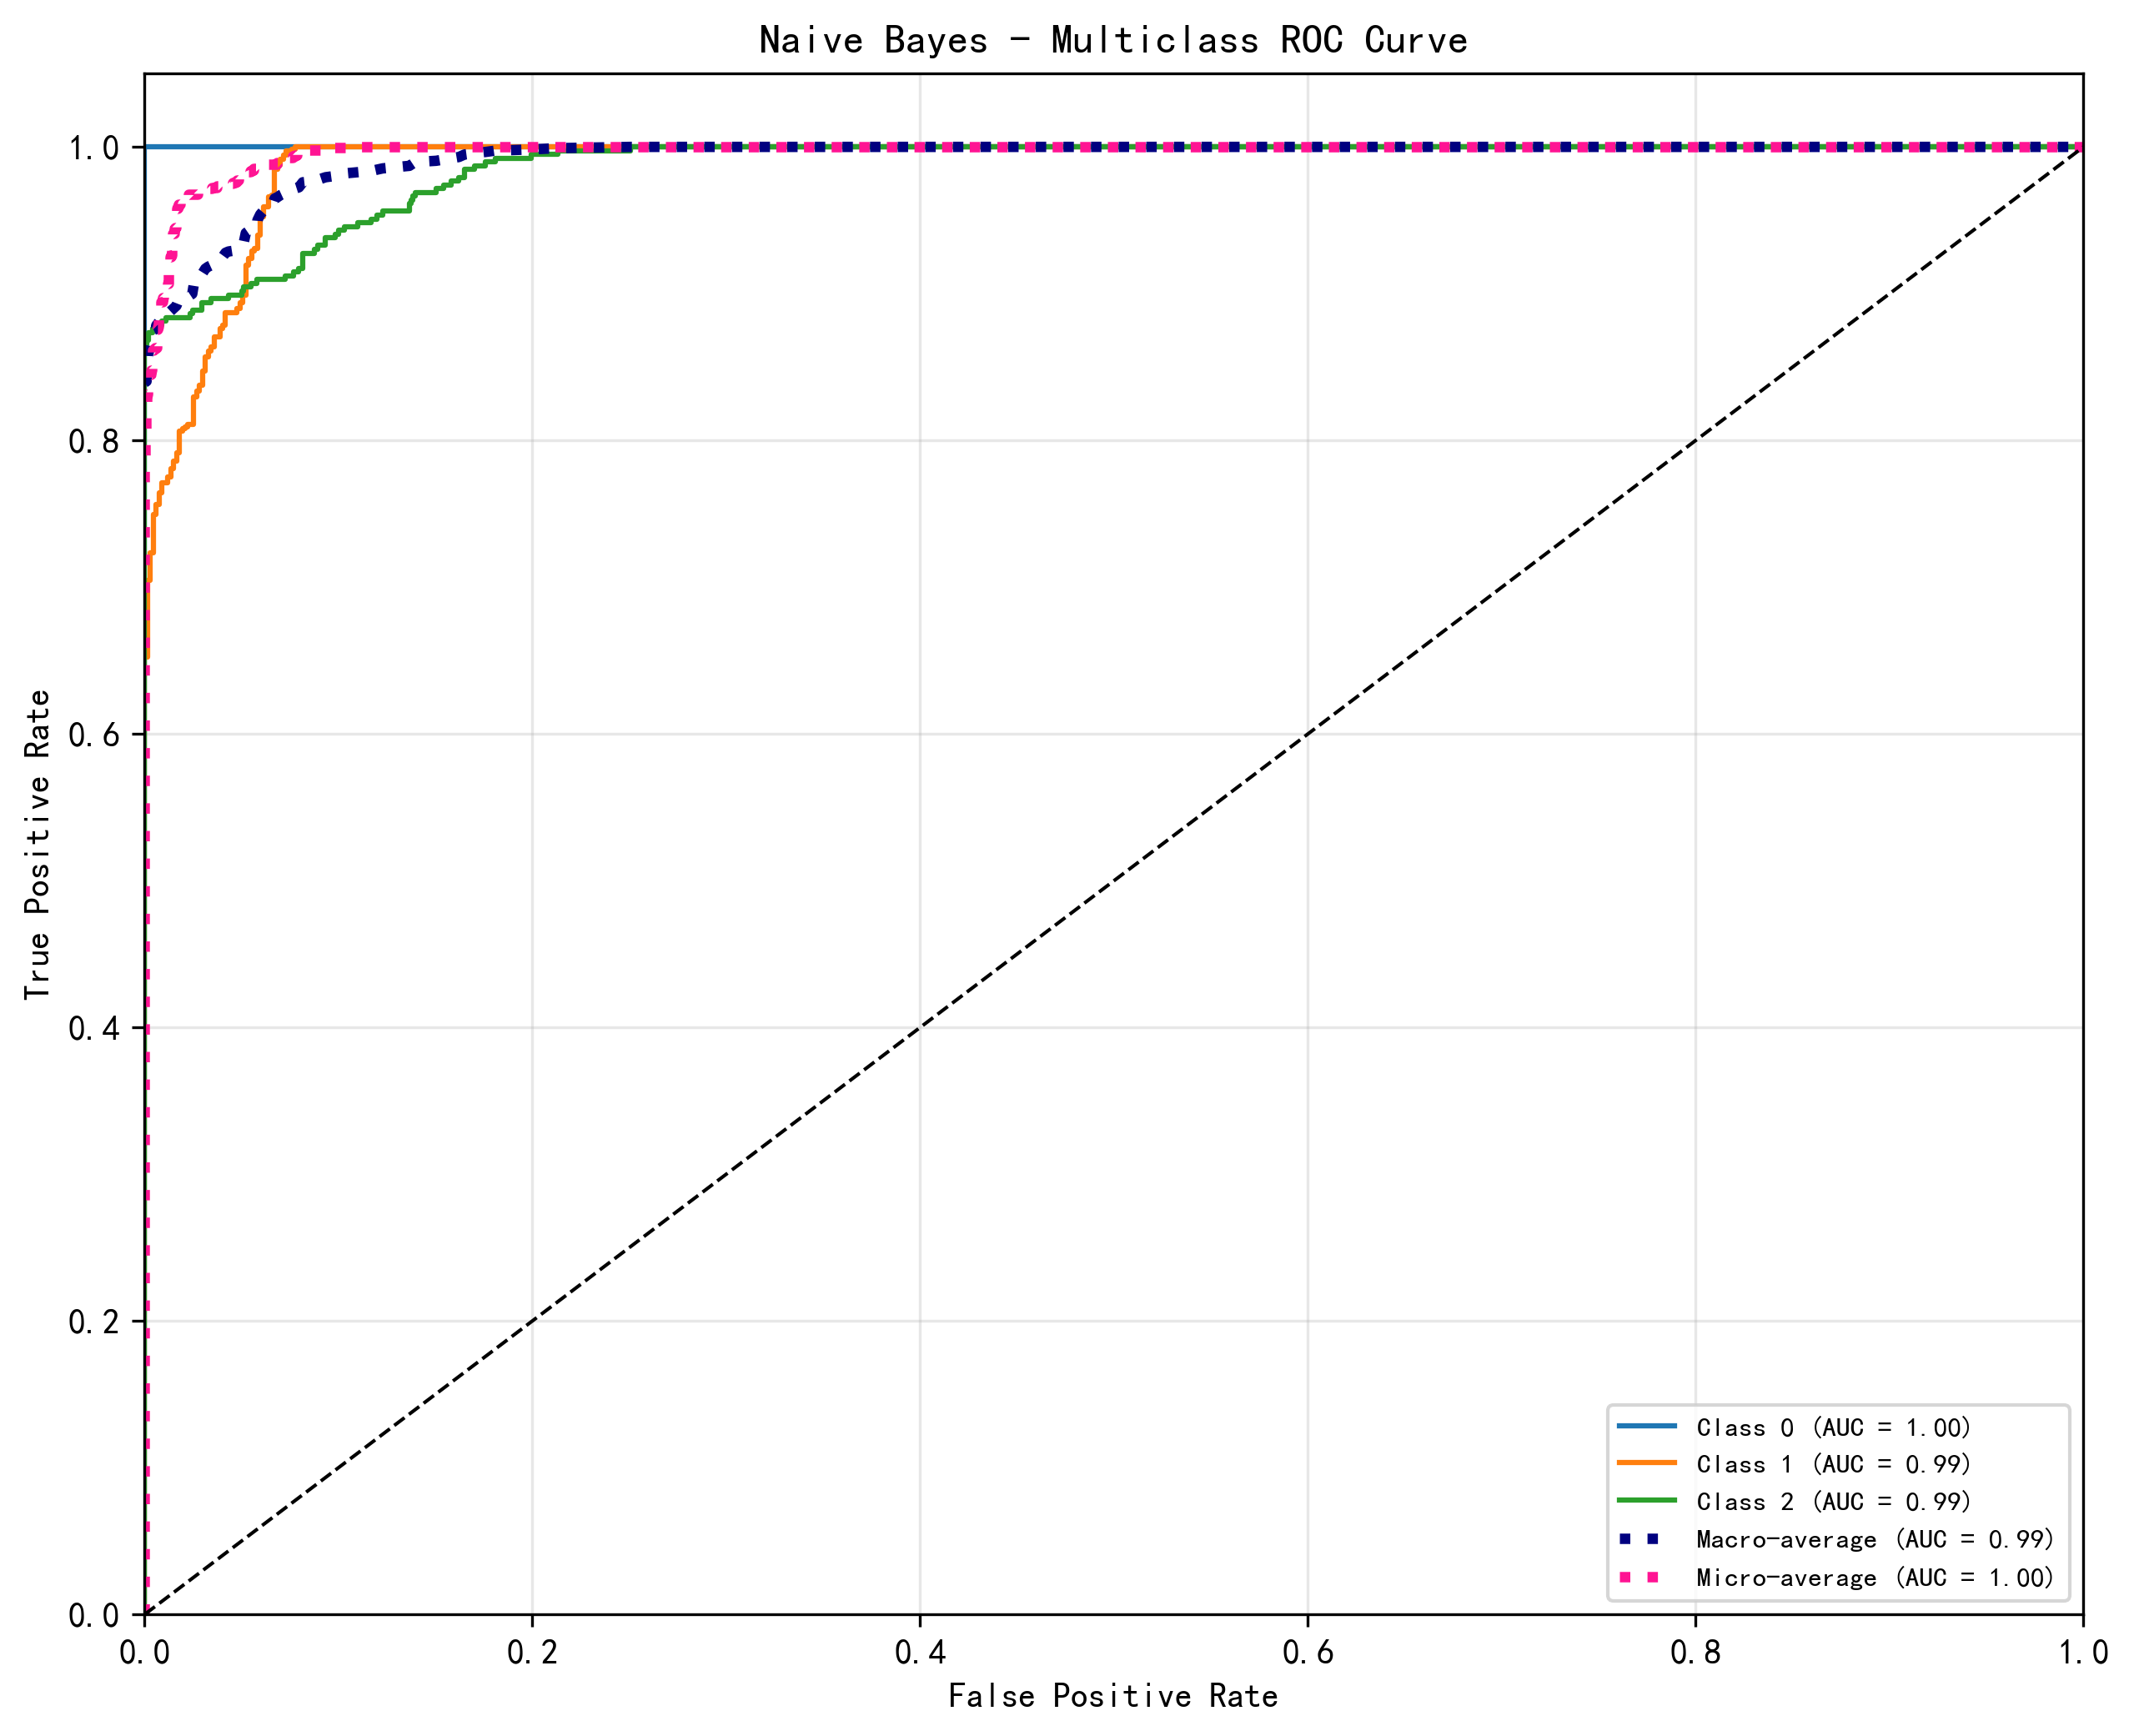 Naive Bayes - Multiclass ROC Curve
1.0
0.8
0.6
0.4
0.2
0.0
True Positive Rate
0.0 0.2 0.4 0.6 0.8 1.0
False Positive Rate
Class 0 (AUC = 1.00)
Class 1 (AUC = 0.99)
Class 2 (AUC = 0.99)
Macro-average (AUC = 0.99)
Micro-average (AUC = 1.00)